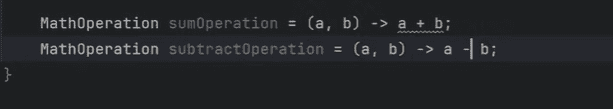 MathOperation sumOperation = (a, b) -> a + b;
MathOperation subtractOperation = (a, b) -> a - b;
}